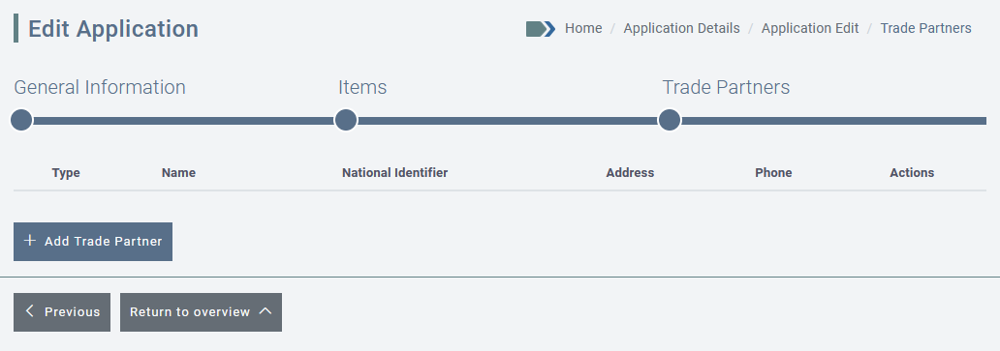 Edit Application
Home / Application Details / Application Edit / Trade Partners
General Information Items Trade Partners
Type Name National Identifier Address Phone Actions
+ Add Trade Partner
Previous Return to overview